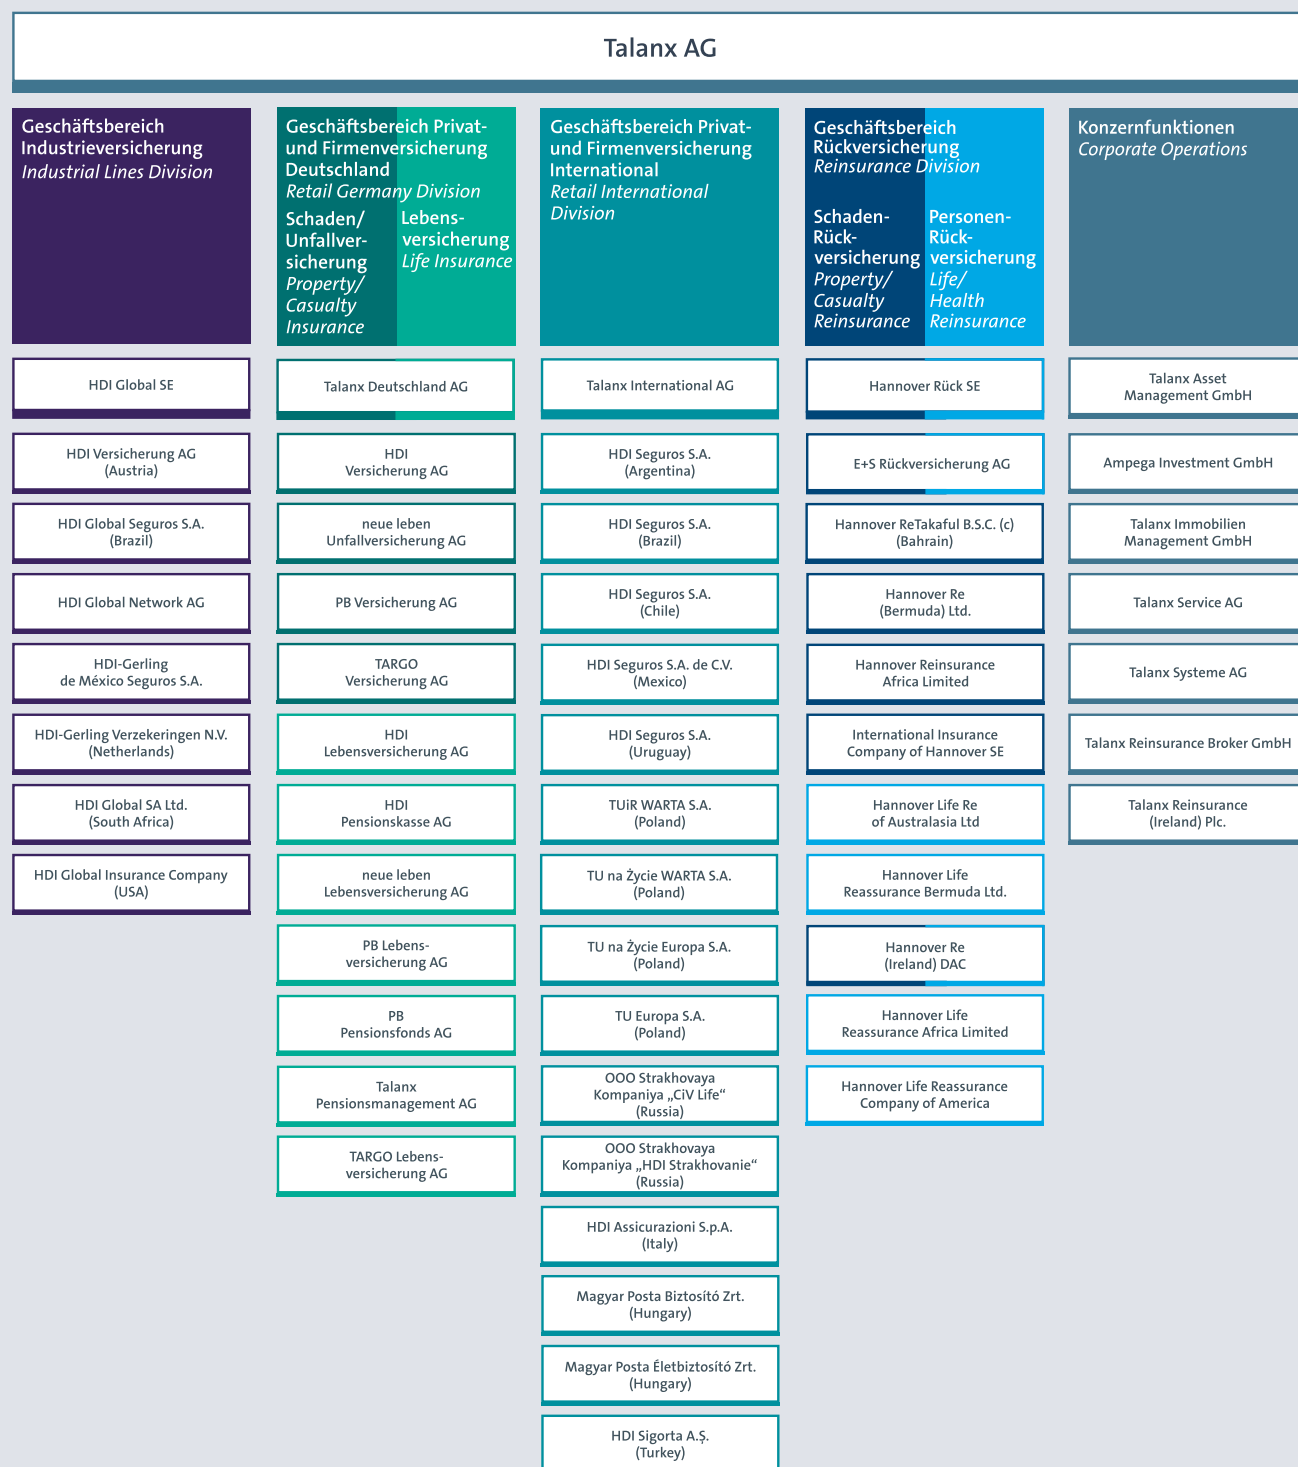 Talanx AG
Geschäftsbereich
Industrieversicherung
Industrial Lines Division
Geschäftsbereich Privat-
und Firmenversicherung
Deutschland
Retail Germany Division
Schaden/
Unfallver-
sicherung
Property/
Casualty
Insurance
Lebens-
versicherung
Life Insurance
Geschäftsbereich Privat-
und Firmenversicherung
International
Retail International
Division
Geschäftsbereich
Rückversicherung
Reinsurance Division
Schaden-
Rück-
versicherung
Property/
Casualty
Reinsurance
Personen-
Rück-
versicherung
Life/
Health
Reinsurance
Konzernfunktionen
Corporate Operations
HDI Global SE
HDI Versicherung AG
(Austria)
HDI Global Seguros S.A.
(Brazil)
HDI Global Network AG
HDI-Gerling
de México Seguros S.A.
HDI-Gerling Verzekeringen N.V.
(Netherlands)
HDI Global SA Ltd.
(South Africa)
HDI Global Insurance Company
(USA)
Talanx Deutschland AG
HDI
Versicherung AG
neue leben
Unfallversicherung AG
PB Versicherung AG
TARGO
Versicherung AG
HDI
Lebensversicherung AG
HDI
Pensionskasse AG
neue leben
Lebensversicherung AG
PB Lebens-
versicherung AG
PB
Pensionsfonds AG
Talanx
Pensionsmanagement AG
TARGO Lebens-
versicherung AG
Talanx International AG
HDI Seguros S.A.
(Argentina)
HDI Seguros S.A.
(Brazil)
HDI Seguros S.A.
(Chile)
HDI Seguros S.A. de C.V.
(Mexico)
HDI Seguros S.A.
(Uruguay)
TUiR WARTA S.A.
(Poland)
TU na Życie WARTA S.A.
(Poland)
TU na Życie Europa S.A.
(Poland)
TU Europa S.A.
(Poland)
OOO Strakhovaya
Kompaniya „CiV Life“
(Russia)
OOO Strakhovaya
Kompaniya „HDI Strakhovanie“
(Russia)
HDI Assicurazioni S.p.A.
(Italy)
Magyar Posta Biztosító Zrt.
(Hungary)
Magyar Posta Életbiztosító Zrt.
(Hungary)
HDI Sigorta A.Ş.
(Turkey)
Hannover Rück SE
E+S Rückversicherung AG
Hannover ReTakaful B.S.C. (c)
(Bahrain)
Hannover Re
(Bermuda) Ltd.
Hannover Reinsurance
Africa Limited
International Insurance
Company of Hannover SE
Hannover Life Re
of Australasia Ltd
Hannover Life
Reassurance Bermuda Ltd.
Hannover Re
(Ireland) DAC
Hannover Life
Reassurance Africa Limited
Hannover Life Reassurance
Company of America
Talanx Asset
Management GmbH
Ampega Investment GmbH
Talanx Immobilien
Management GmbH
Talanx Service AG
Talanx Systeme AG
Talanx Reinsurance Broker GmbH
Talanx Reinsurance
(Ireland) Plc.